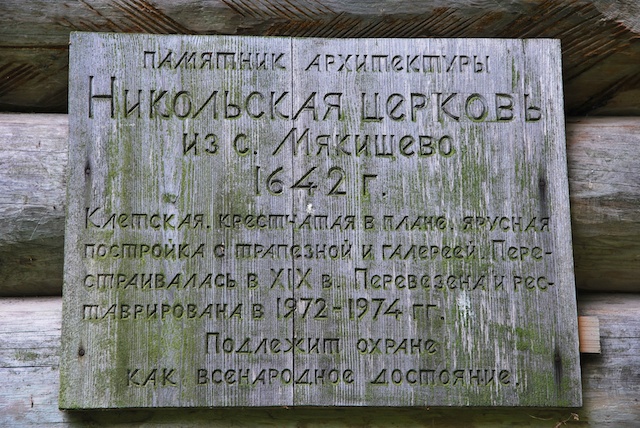 Памятник архитектуры
Никольская церковь
из с. Мякишево
1642 г.
Клетская, крестчатая в плане, ярусная
постройка с трапезной и галереей. Пере-
страивалась в XIX в. Перевезена и рес-
таврирована в 1972-1974 гг.
Подлежит охране
как всенародное достояние.